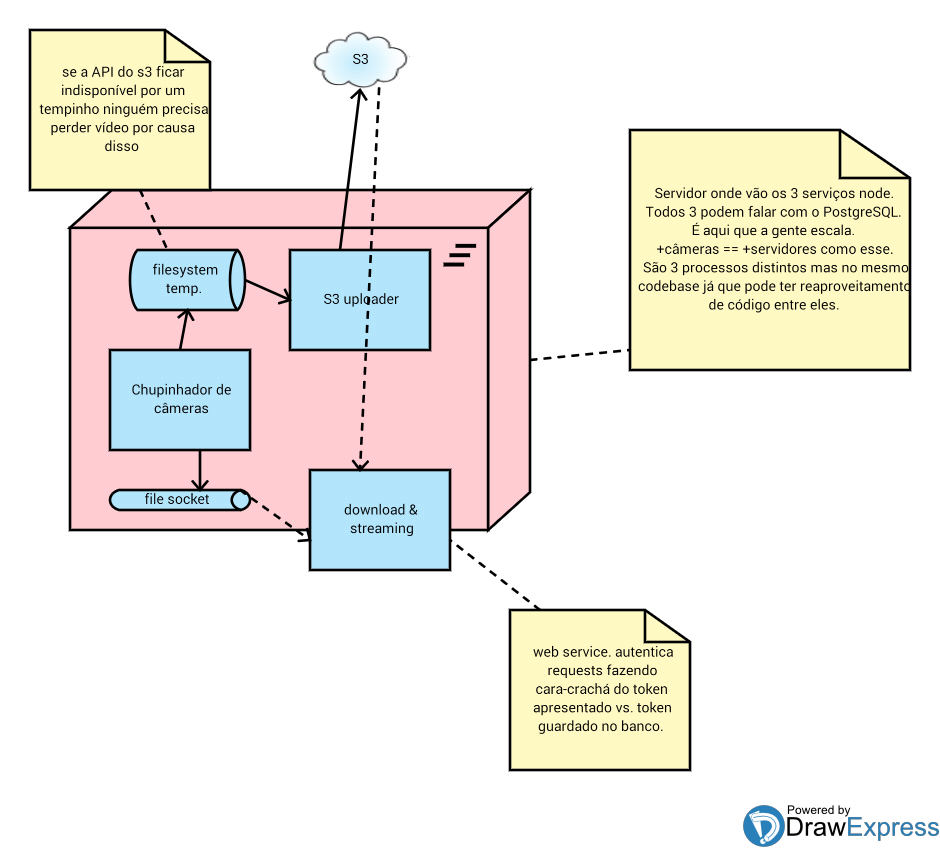 se a API do s3 ficar
indisponível por um
tempinho ninguém precisa
perder vídeo por causa
disso
S3
Servidor onde vão os 3 serviços node.
Todos 3 podem falar com o PostgreSQL.
É aqui que a gente escala.
+câmeras == +servidores como esse.
São 3 processos distintos mas no mesmo
codebase já que pode ter reaproveitamento
de código entre eles.
filesystem
temp.
S3 uploader
Chupinhador de
câmeras
file socket
download &
streaming
web service. autentica
requests fazendo
cara-crachá do token
apresentado vs. token
guardado no banco.
Powered by
DrawExpress